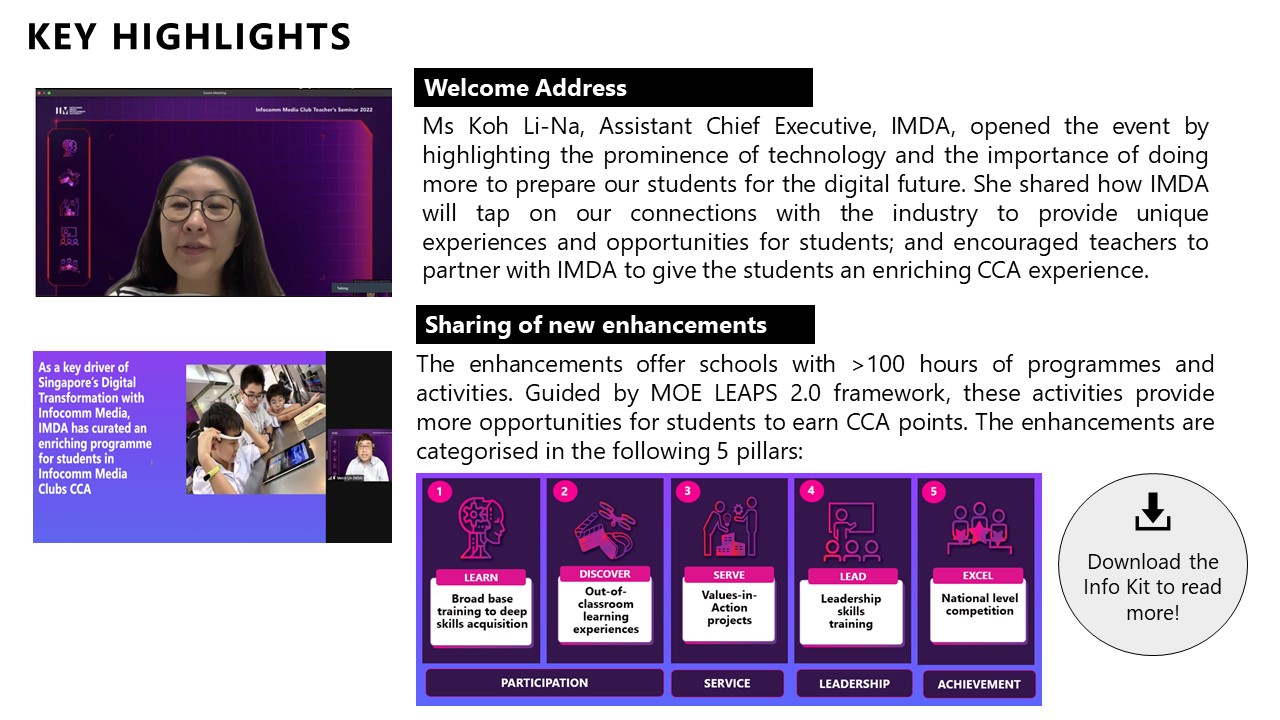 KEY HIGHLIGHTS
Infocomm Media Club Teacher's Seminar 2022
Welcome Address
Ms Koh Li-Na, Assistant Chief Executive, IMDA, opened the event by
highlighting the prominence of technology and the importance of doing
more to prepare our students for the digital future. She shared how IMDA
will tap on our connections with the industry to provide unique
experiences and opportunities for students; and encouraged teachers to
partner with IMDA to give the students an enriching CCA experience.
As a key driver of
Singapore's Digital
Transformation with
Infocomm Media,
IMDA has curated an
enriching programme
for students in
Infocomm Media
Clubs CCA
Sharing of new enhancements
The enhancements offer schools with >100 hours of programmes and
activities. Guided by MOE LEAPS 2.0 framework, these activities provide
more opportunities for students to earn CCA points. The enhancements are
categorised in the following 5 pillars:
1
LEARN
Broad base
training to deep
skills acquisition
2
DISCOVER
Out-of-
classroom
learning
experiences
3
SERVE
Values-in-
Action
projects
4
LEAD
Leadership
skills
training
5
EXCEL
National level
competition
PARTICIPATION
SERVICE
LEADERSHIP
ACHIEVEMENT
Download the
Info Kit to read
more!